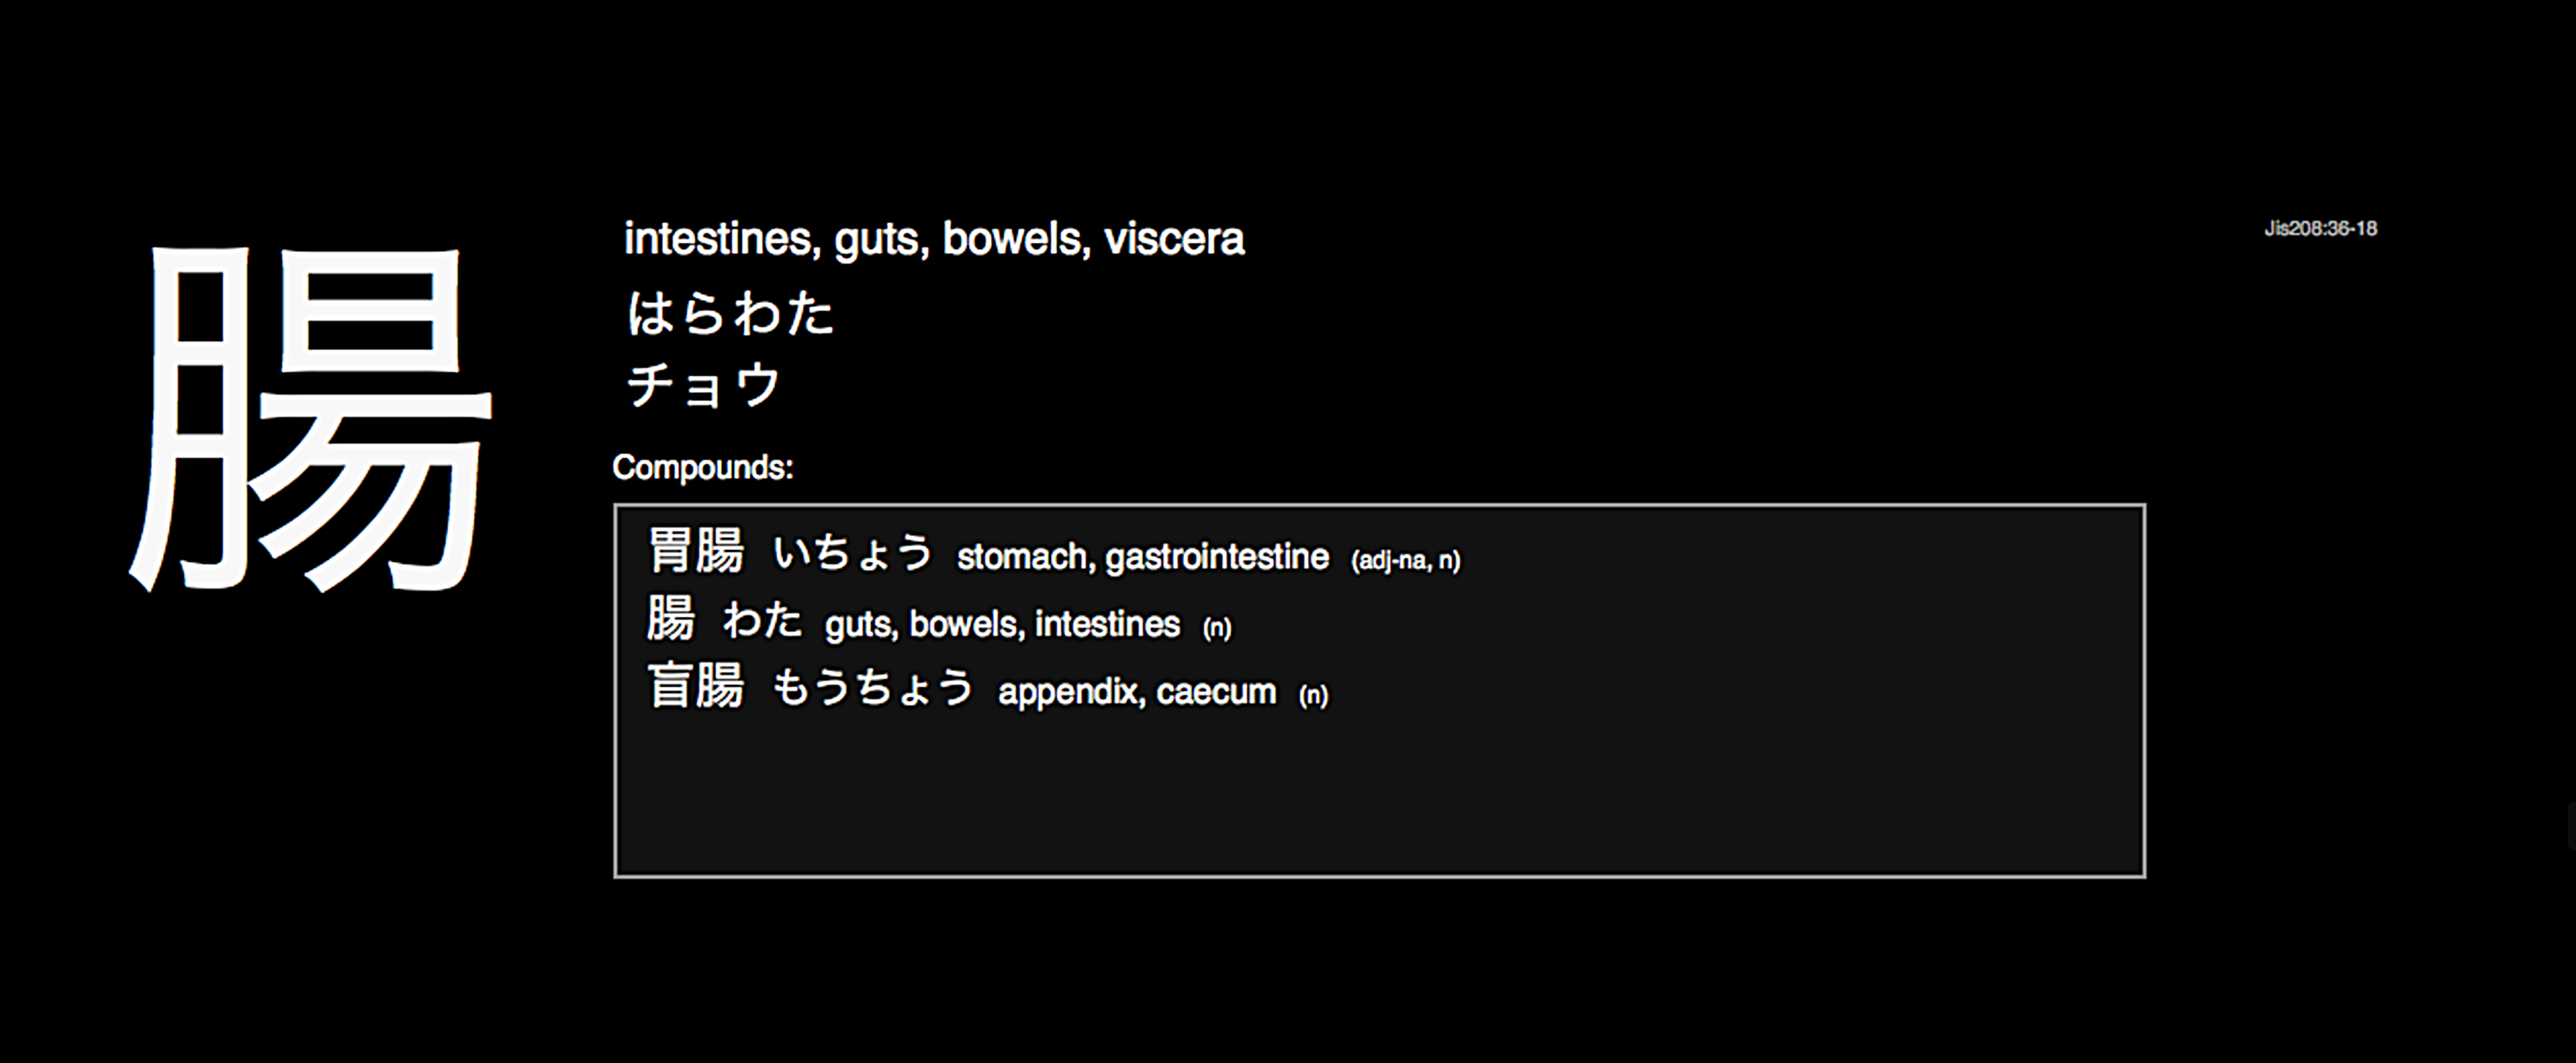 腸
intestines, guts, bowels, viscera
Jis208:36-18
はらわた
チョウ
Compounds:
胃腸 いちょう stomach, gastrointestine (adj-na, n)
腸 わた guts, bowels, intestines (n)
盲腸 もうちょう appendix, caecum (n)